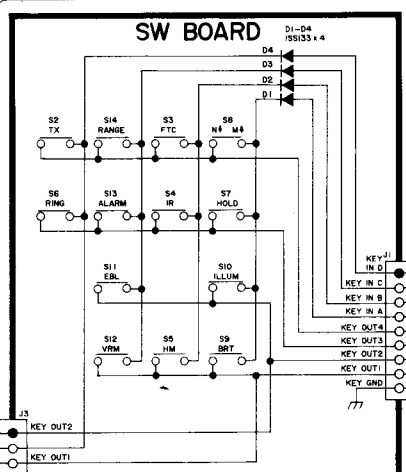 SW BOARD
D1-D4
1SS133 x 4
D4
D3
D2
D1
S2 S14 S3 S8
TX RANGE FTC N⇞ M⇞
S6 S13 S4 S7
RING ALARM IR HOLD
S11 S10
EBL ILLUM
S12 S5 S9
VRM HM BRT
J1
KEY
IN D
KEY IN C
KEY IN B
KEY IN A
KEY OUT4
KEY OUT3
KEY OUT2
KEY OUT1
KEY GND
J3
KEY OUT2
KEY OUT1